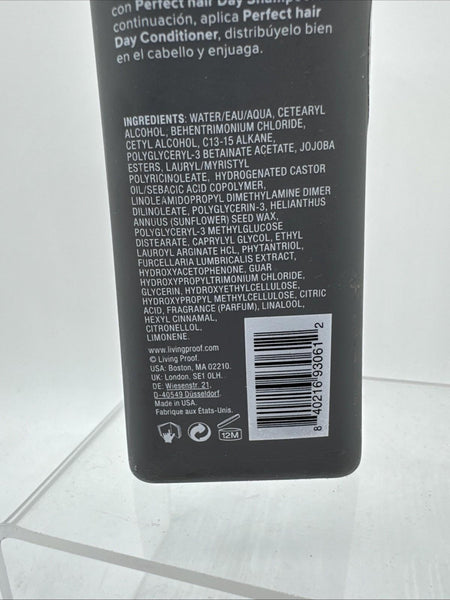 con Perfect hair Day Shampoo
continuación, aplica Perfect hair
Day Conditioner, distribúyelo bien
en el cabello y enjuaga.
INGREDIENTS: WATER/EAU/AQUA, CETEARYL
ALCOHOL, BEHENTRIMONIUM CHLORIDE,
CETYL ALCOHOL, C13-15 ALKANE,
POLYGLYCERYL-3 BETAINATE ACETATE, JOJOBA
ESTERS, LAURYL/MYRISTYL
POLYRICINOLEATE, HYDROGENATED CASTOR
OIL/SEBACIC ACID COPOLYMER,
LINOLEAMIDOPROPYL DIMETHYLAMINE DIMER
DILINOLEATE, POLYGLYCERIN-3, HELIANTHUS
ANNUUS (SUNFLOWER) SEED WAX,
POLYGLYCERYL-3 METHYLGLUCOSE
DISTEARATE, CAPRYLYL GLYCOL, ETHYL
LAUROYL ARGINATE HCL, PHYTANTRIOL,
FURCELLARIA LUMBRICALIS EXTRACT,
HYDROXYACETOPHENONE, GUAR
HYDROXYPROPYLTRIMONIUM CHLORIDE,
GLYCERIN, HYDROXYETHYLCELLULOSE,
HYDROXYPROPYL METHYLCELLULOSE, CITRIC
ACID, FRAGRANCE (PARFUM), LINALOOL,
HEXYL CINNAMAL,
CITRONELLOL,
LIMONENE.
www.livingproof.com
© Living Proof.
USA: Boston, MA 02210.
UK: London, SE1 0LH.
DE: Wiesenstr. 21,
D-40549 Düsseldorf.
Made in USA.
Fabriqué aux États-Unis.
12M
8 40216 93061 2